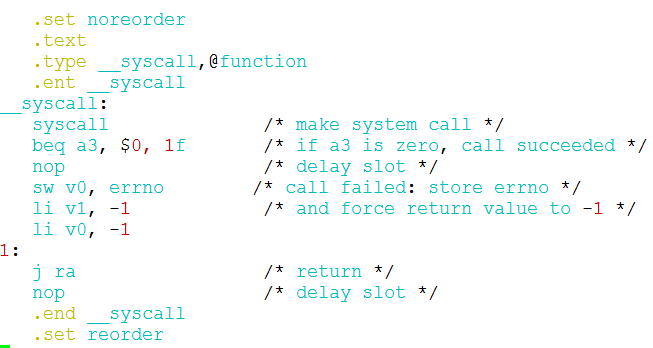 .set noreorder
.text
.type __syscall,@function
.ent __syscall
__syscall:
syscall /* make system call */
beq a3, $0, 1f /* if a3 is zero, call succeeded */
nop /* delay slot */
sw v0, errno /* call failed: store errno */
li v1, -1 /* and force return value to -1 */
li v0, -1
1:
j ra /* return */
nop /* delay slot */
.end __syscall
.set reorder